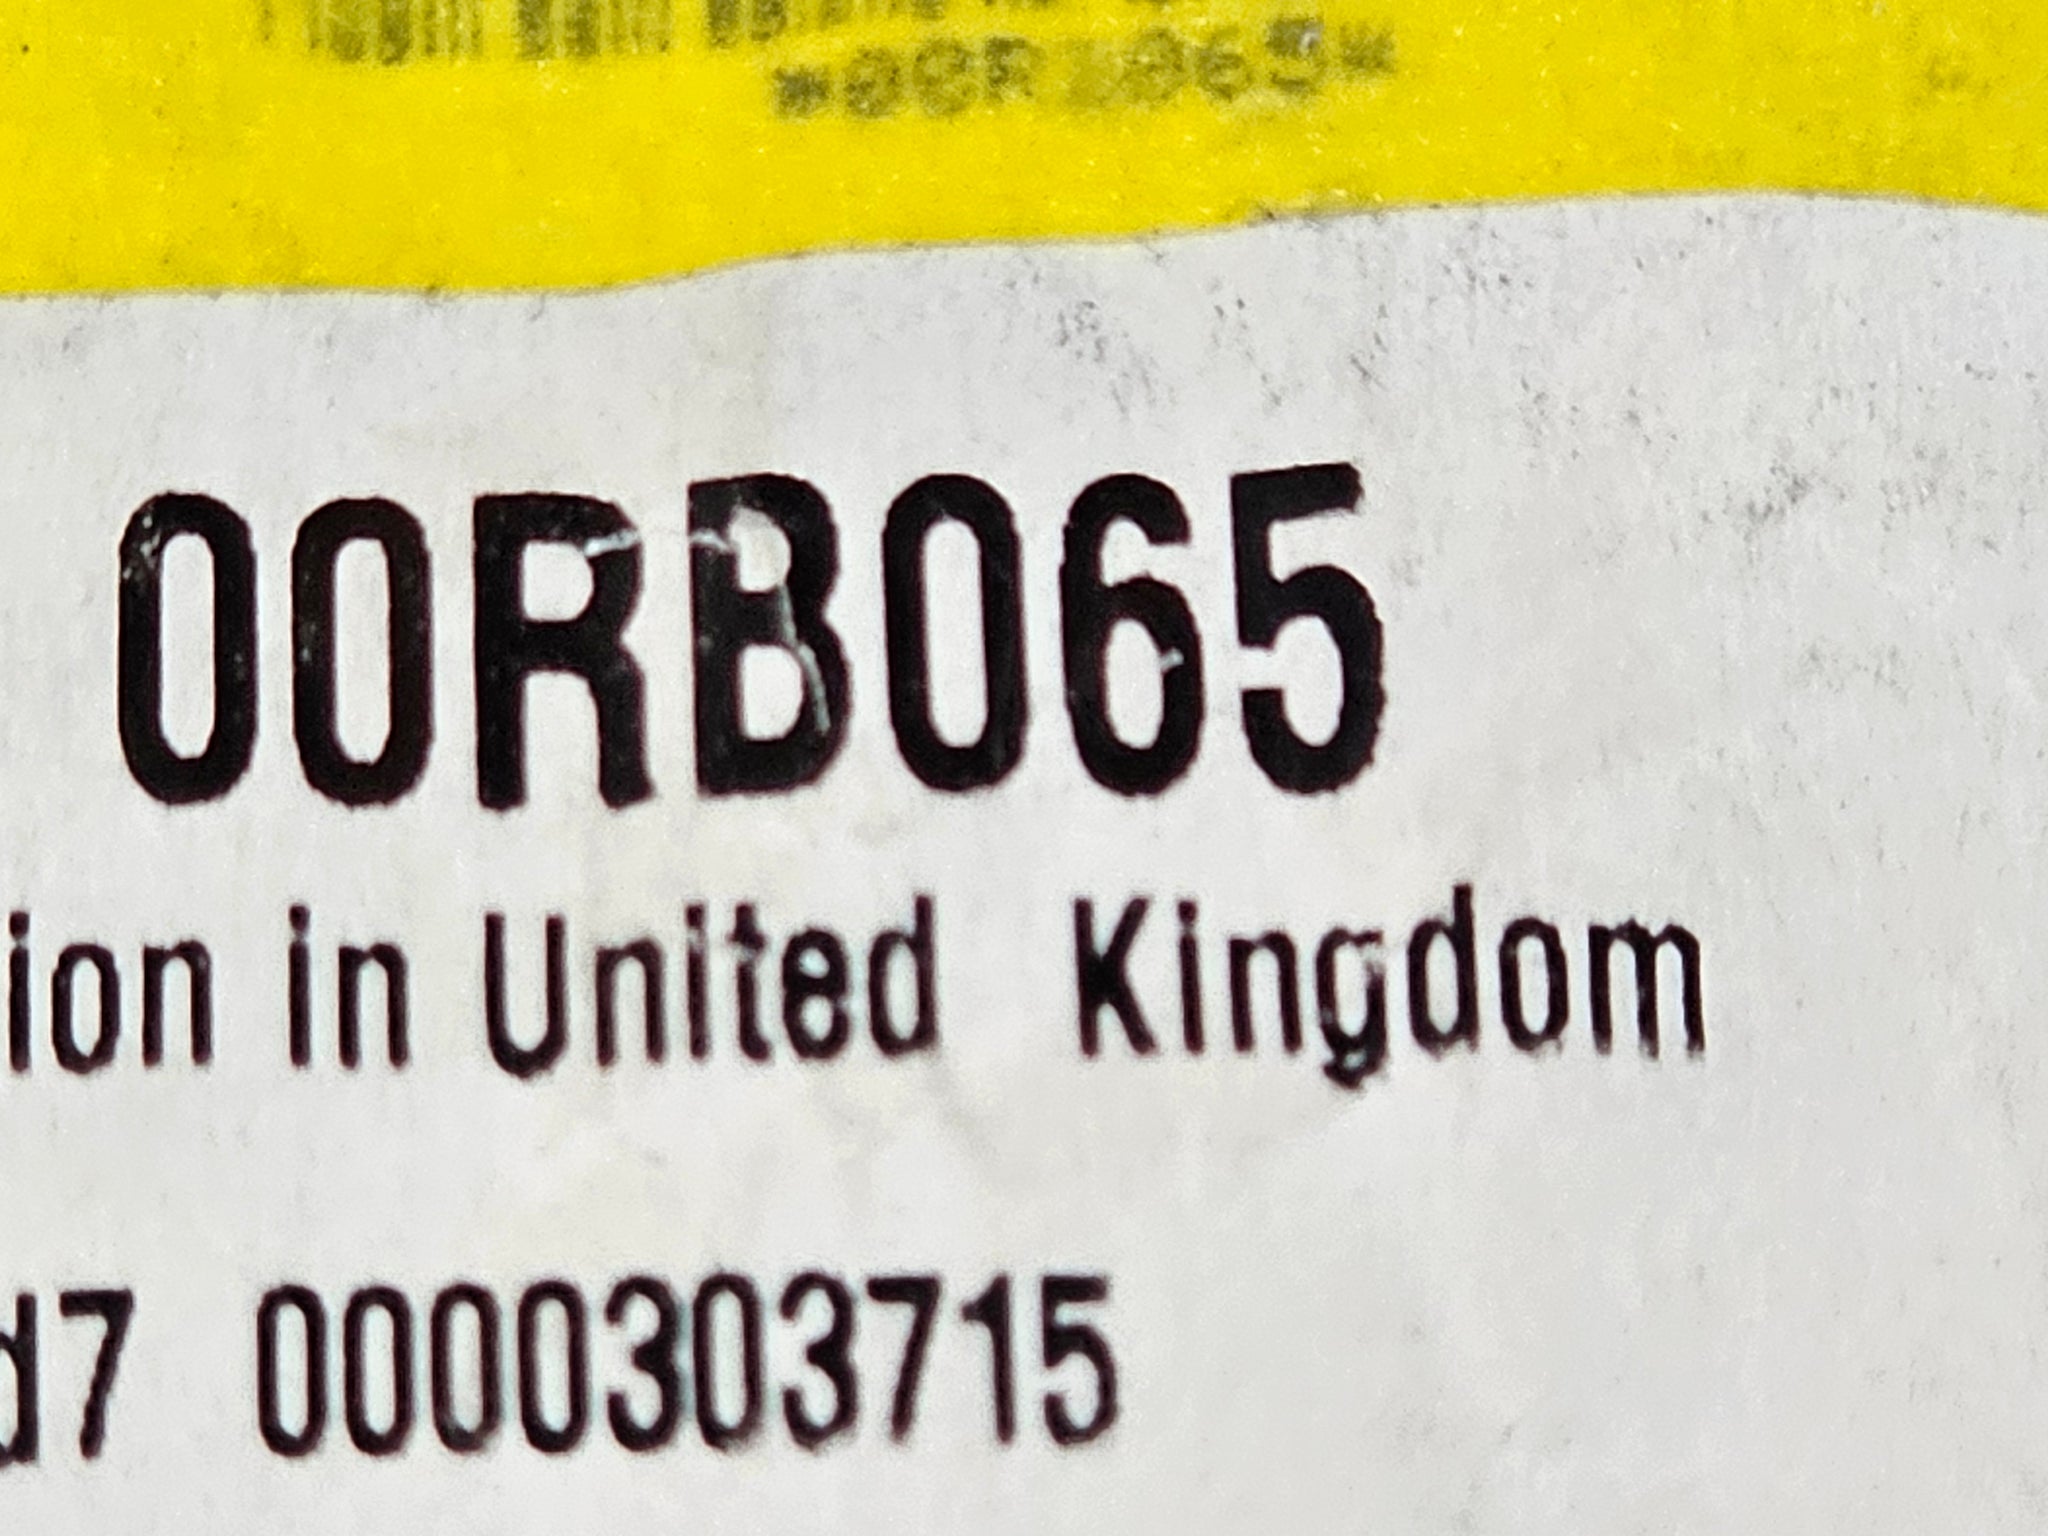 00RB065
ion in United Kingdom
d7 0000303715